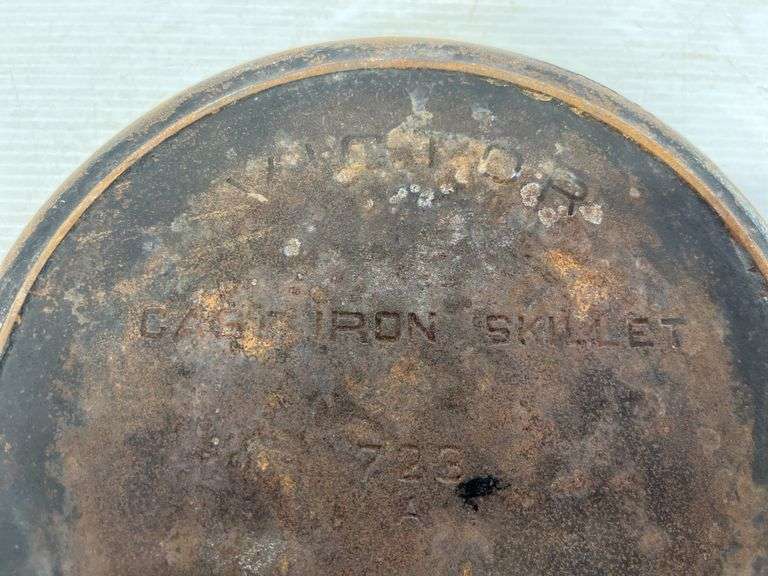 VICTOR
CAST IRON SKILLET
723
A